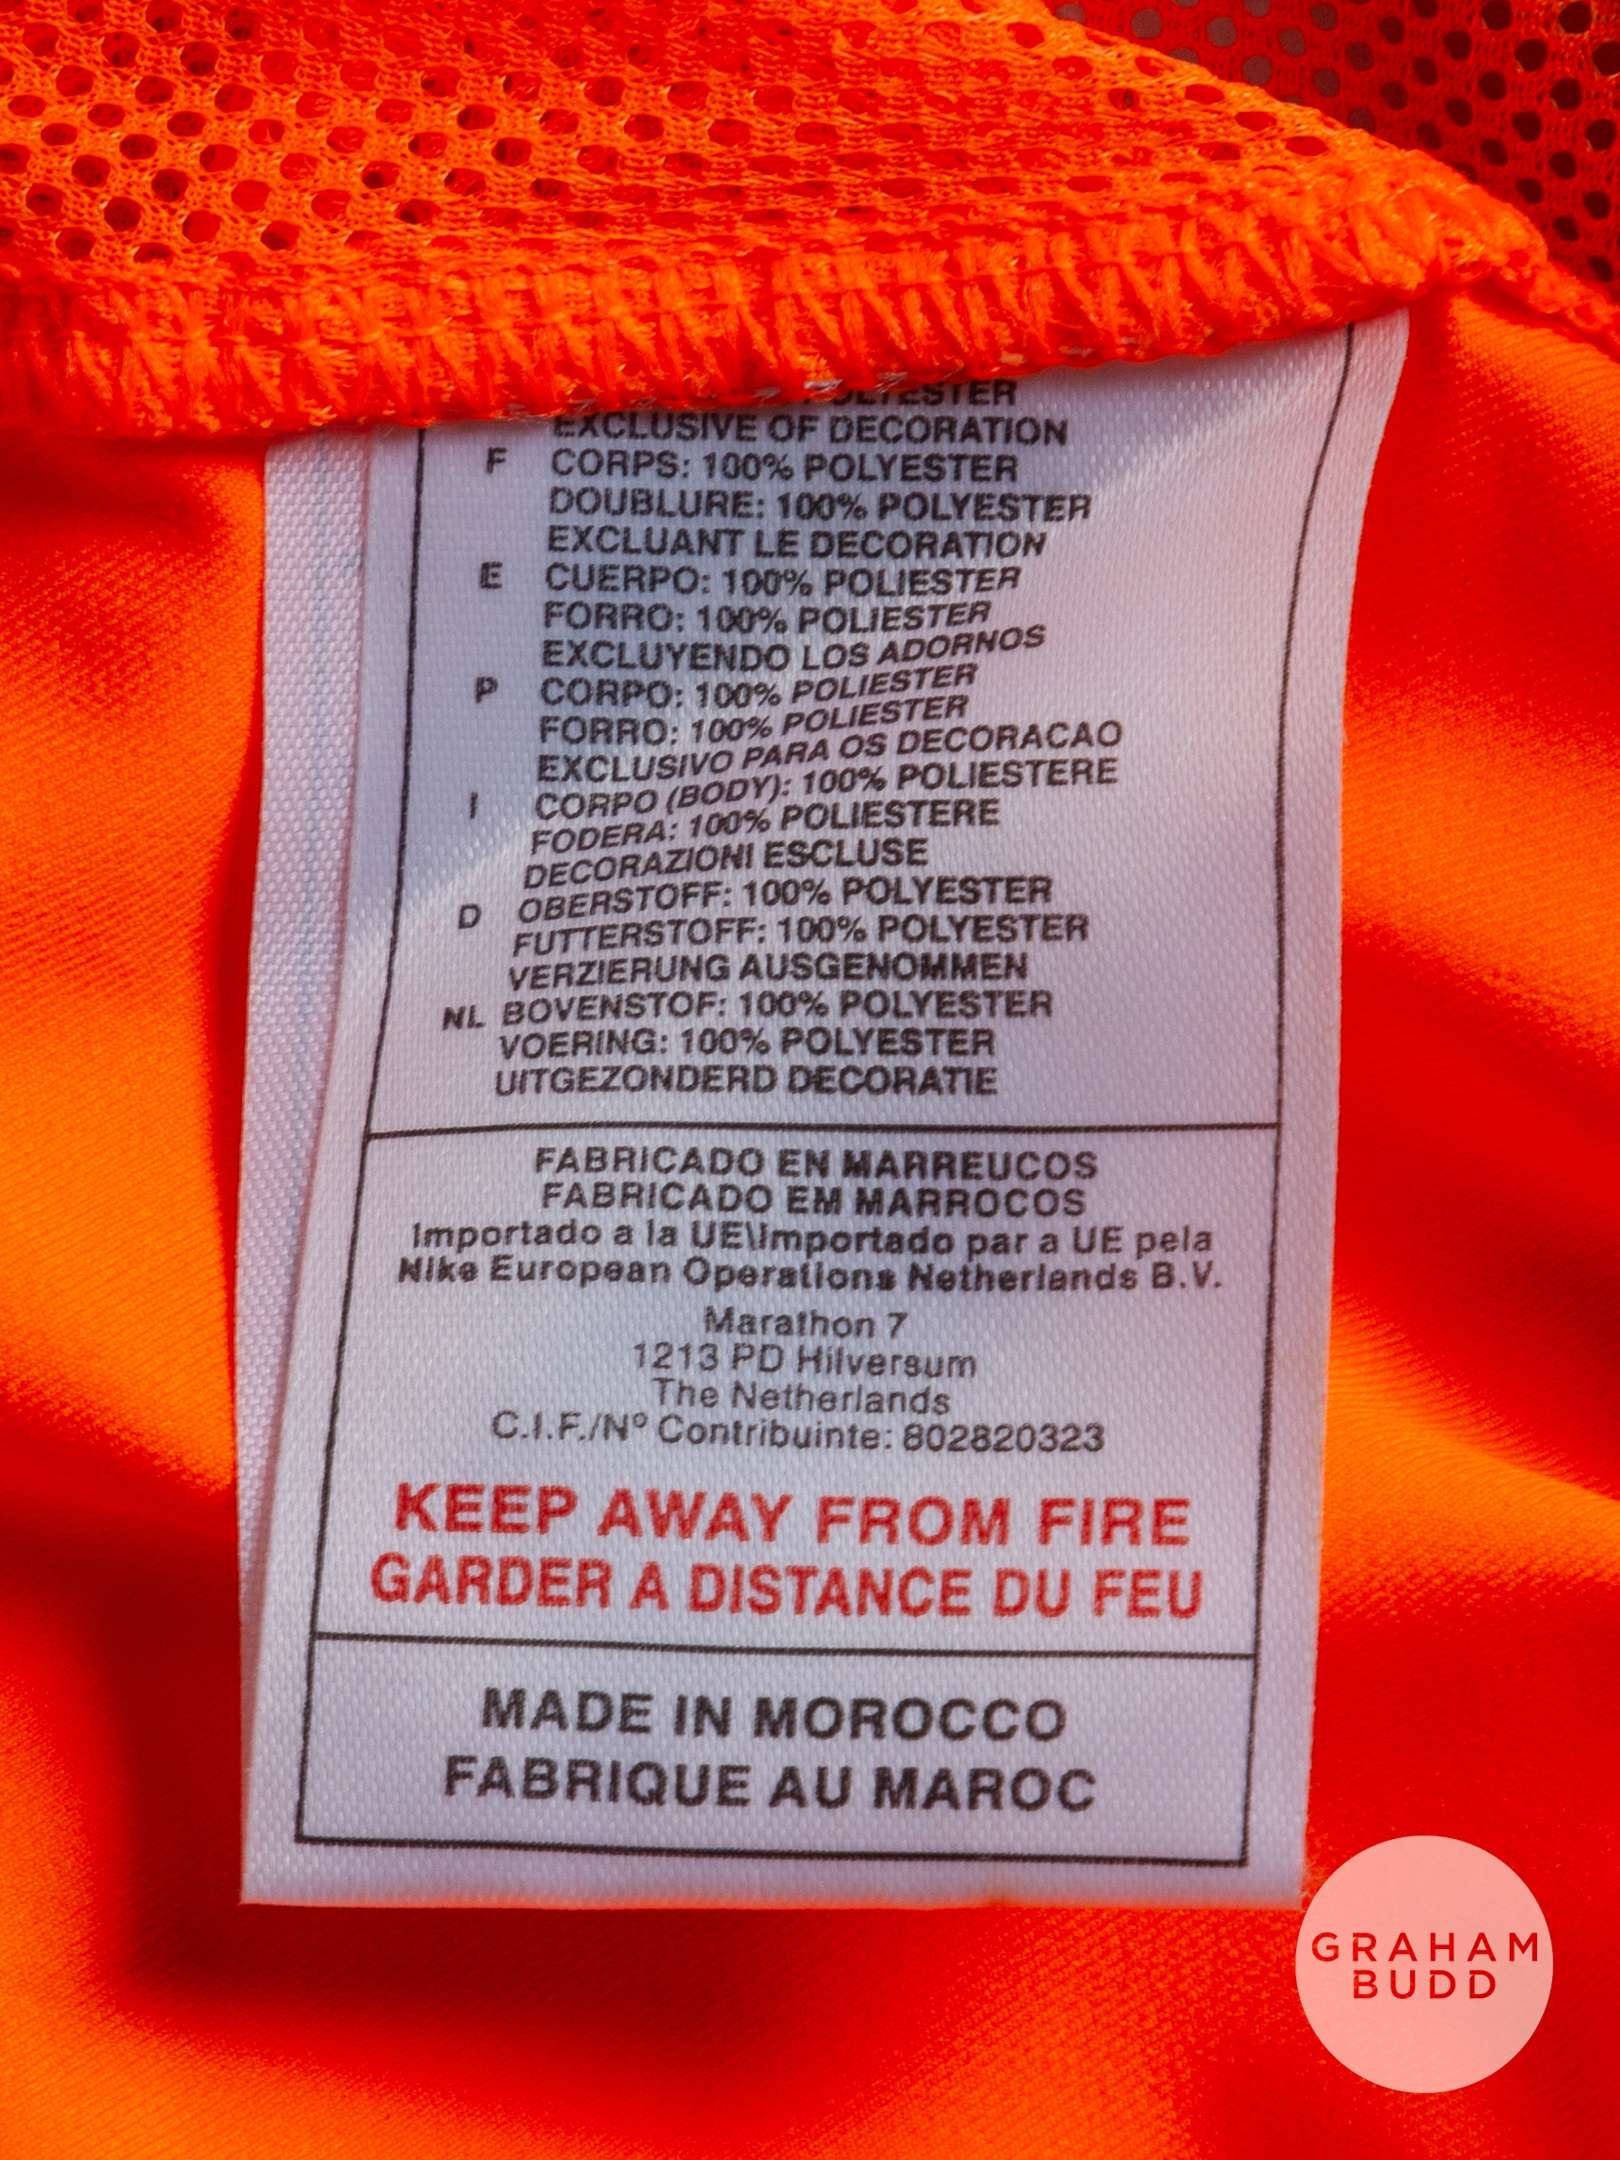 POLYESTER
EXCLUSIVE OF DECORATION
F CORPS: 100% POLYESTER
DOUBLURE: 100% POLYESTER
EXCLUANT LE DECORATION
E CUERPO: 100% POLIESTER
FORRO: 100% POLIESTER
EXCLUYENDO LOS ADORNOS
P CORPO: 100% POLIESTER
FORRO: 100% POLIESTER
EXCLUSIVO PARA OS DECORACAO
I CORPO (BODY): 100% POLIESTERE
FODERA: 100% POLIESTERE
DECORAZIONI ESCLUSE
D OBERSTOFF: 100% POLYESTER
FUTTERSTOFF: 100% POLYESTER
VERZIERUNG AUSGENOMMEN
NL BOVENSTOF: 100% POLYESTER
VOERING: 100% POLYESTER
UITGEZONDERD DECORATIE
FABRICADO EN MARREUCOS
FABRICADO EM MARROCOS
Importado a la UE\Importado par a UE pela
Nike European Operations Netherlands B.V.
Marathon 7
1213 PD Hilversum
The Netherlands
C.I.F./Nº Contribuinte: 802820323
KEEP AWAY FROM FIRE
GARDER A DISTANCE DU FEU
MADE IN MOROCCO
FABRIQUE AU MAROC
GRAHAM
BUDD